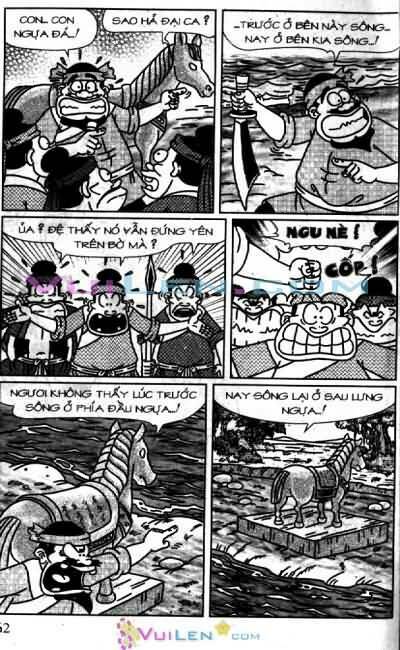 CON... CON
NGỰA ĐÁ...!
SAO HẢ ĐẠI CA ?
...TRƯỚC Ở BÊN NÀY SÔNG...
NAY Ở BÊN KIA SÔNG...!
ỦA ? ĐỆ THẤY NÓ VẪN ĐỨNG YÊN
TRÊN BỜ MÀ ?
NGU NÈ !
CỐP !
VUILEN.COM
NGƯƠI KHÔNG THẤY LÚC TRƯỚC
SÔNG Ở PHÍA ĐẦU NGỰA...!
NAY SÔNG LẠI Ở SAU LƯNG
NGỰA...!
62
VUILEN.COM